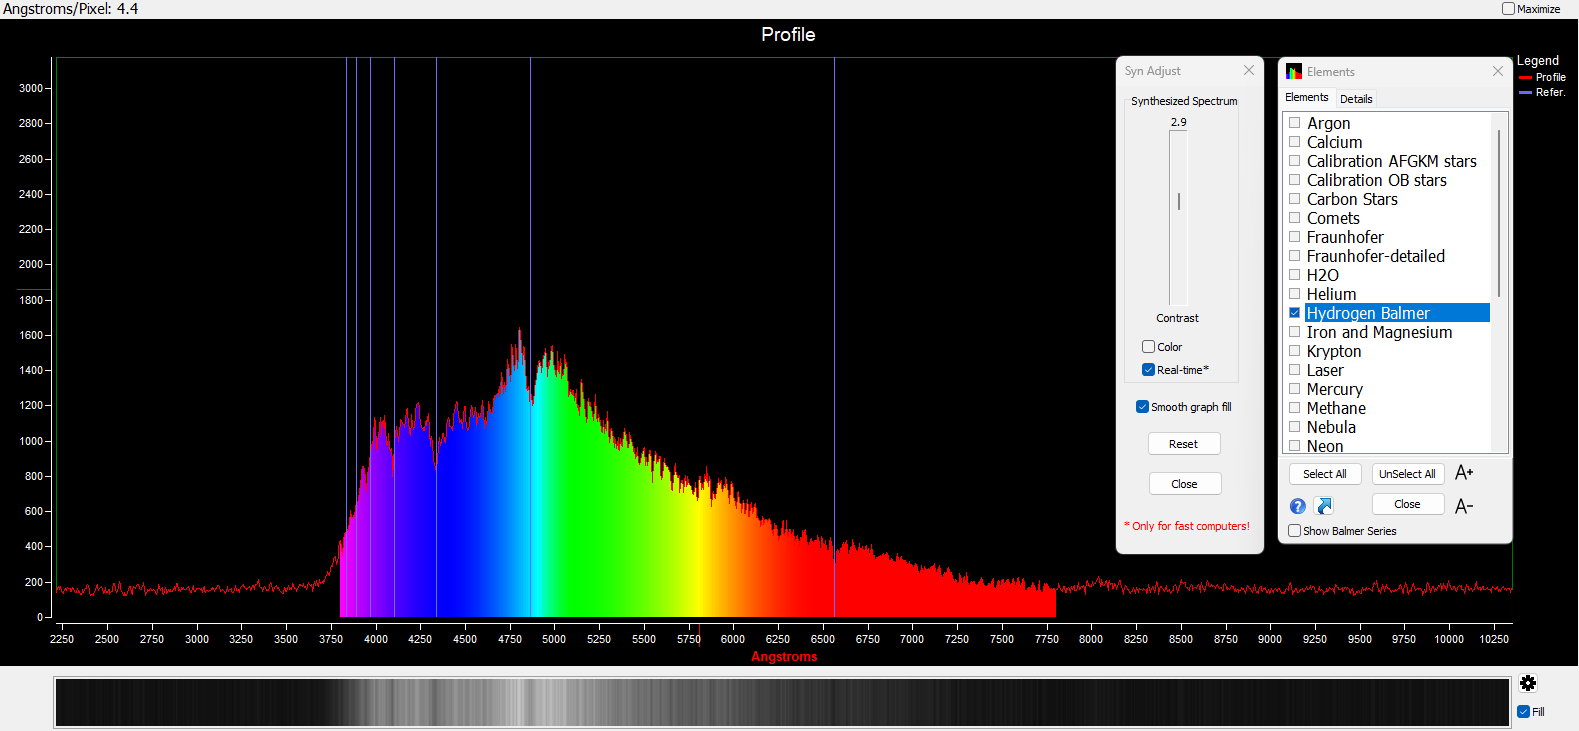 Angstroms/Pixel: 4.4
Maximize
Profile
3000
2800
2600
2400
2200
2000
1800
1600
1400
1200
1000
800
600
400
200
0
2250 2500 2750 3000 3250 3500 3750 4000 4250 4500 4750 5000 5250 5500 5750 6000 6250 6500 6750 7000 7250 7500 7750 8000 8250 8500 8750 9000 9250 9500 9750 10000 10250
Angstroms
Syn Adjust
Synthesized Spectrum
2.9
Contrast
Color
Real-time*
Smooth graph fill
Reset
Close
* Only for fast computers!
Elements
Elements Details
Argon
Calcium
Calibration AFGKM stars
Calibration OB stars
Carbon Stars
Comets
Fraunhofer
Fraunhofer-detailed
H2O
Helium
Hydrogen Balmer
Iron and Magnesium
Krypton
Laser
Mercury
Methane
Nebula
Neon
Select All UnSelect All A+
? Close A-
Show Balmer Series
Legend
Profile
Refer.
Fill